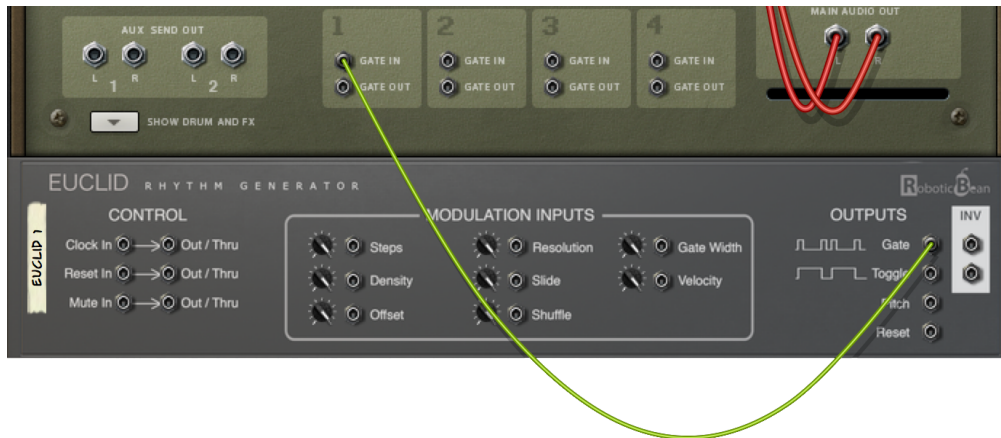 AUX SEND OUT
L R L R
1 2
SHOW DRUM AND FX
1 2 3 4
GATE IN GATE IN GATE IN GATE IN
GATE OUT GATE OUT GATE OUT GATE OUT
MAIN AUDIO OUT
L R
EUCLID RHYTHM GENERATOR
RoboticBean
EUCLID 1
CONTROL
Clock In Out / Thru
Reset In Out / Thru
Mute In Out / Thru
MODULATION INPUTS
Steps Resolution Gate Width
Density Slide Velocity
Offset Shuffle
OUTPUTS INV
Gate
Toggle
Pitch
Reset